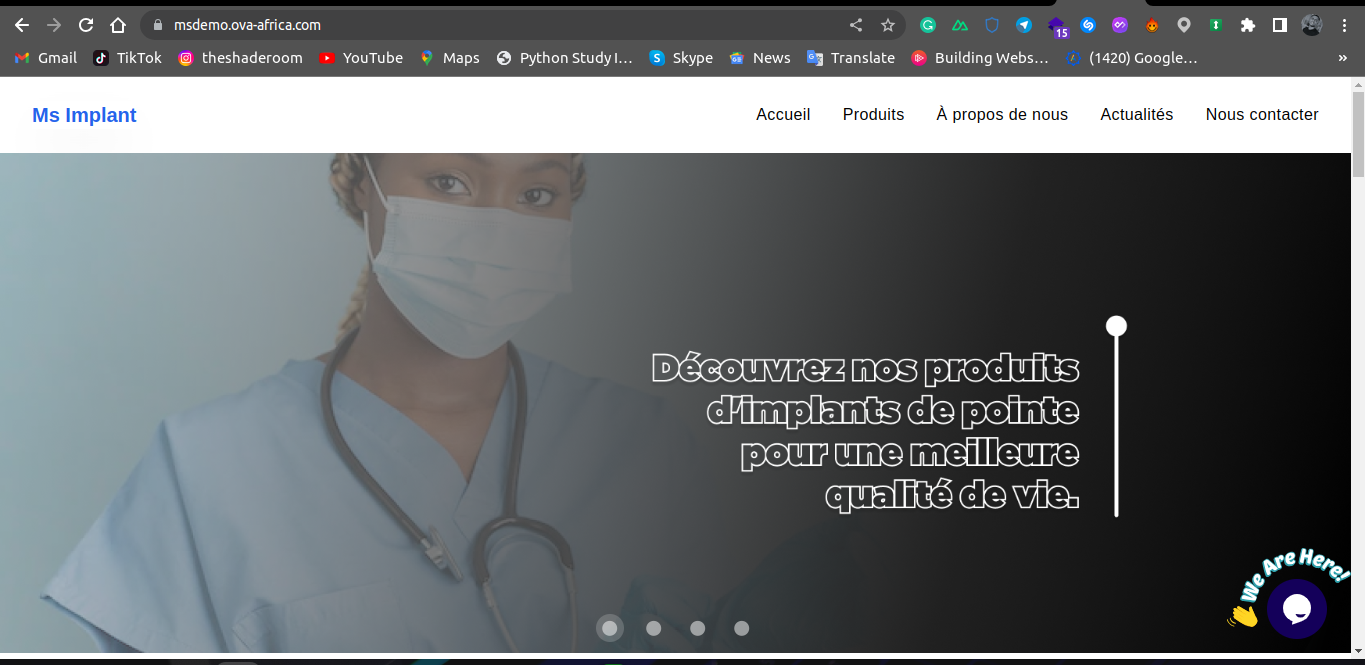 msdemo.ova-africa.com
15
Gmail
TikTok
theshaderoom
YouTube
Maps
Python Study I…
Skype
News
Translate
Building Webs…
(1420) Google…
»
Ms Implant
Accueil
Produits
À propos de nous
Actualités
Nous contacter
Découvrez nos produits
d'implants de pointe
pour une meilleure
qualité de vie.
We Are Here!